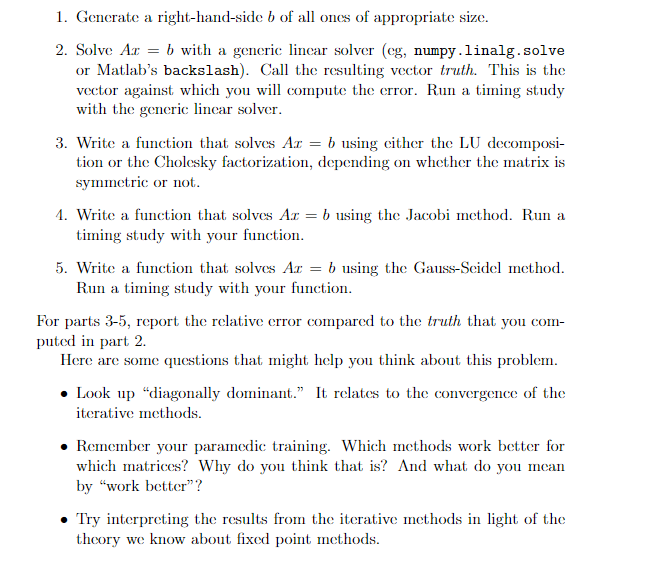 1. Generate a right-hand-side b of all ones of appropriate size.
2. Solve Ax = b with a generic linear solver (eg, numpy.linalg.solve
or Matlab's backslash). Call the resulting vector truth. This is the
vector against which you will compute the error. Run a timing study
with the generic linear solver.
3. Write a function that solves Ax = b using either the LU decomposi-
tion or the Cholesky factorization, depending on whether the matrix is
symmetric or not.
4. Write a function that solves Ax = b using the Jacobi method. Run a
timing study with your function.
5. Write a function that solves Ax = b using the Gauss-Seidel method.
Run a timing study with your function.
For parts 3-5, report the relative error compared to the truth that you com-
puted in part 2.
Here are some questions that might help you think about this problem.
• Look up “diagonally dominant.” It relates to the convergence of the
iterative methods.
• Remember your paramedic training. Which methods work better for
which matrices? Why do you think that is? And what do you mean
by “work better”?
• Try interpreting the results from the iterative methods in light of the
theory we know about fixed point methods.